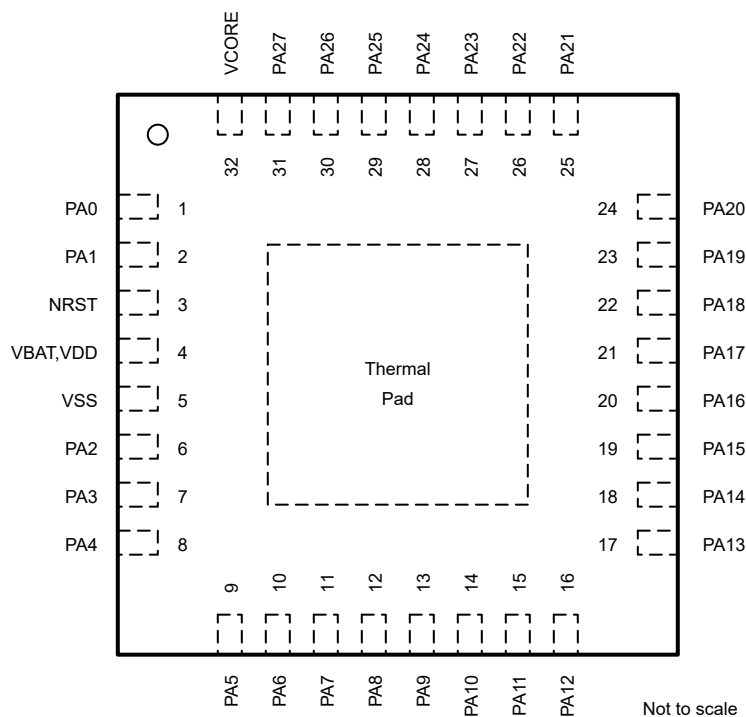 VCORE
PA27
PA26
PA25
PA24
PA23
PA22
PA21
32
31
30
29
28
27
26
25
PA0 1
PA1 2
NRST 3
VBAT,VDD 4
VSS 5
PA2 6
PA3 7
PA4 8
24 PA20
23 PA19
22 PA18
21 PA17
20 PA16
19 PA15
18 PA14
17 PA13
Thermal
Pad
9
10
11
12
13
14
15
16
PA5
PA6
PA7
PA8
PA9
PA10
PA11
PA12
Not to scale